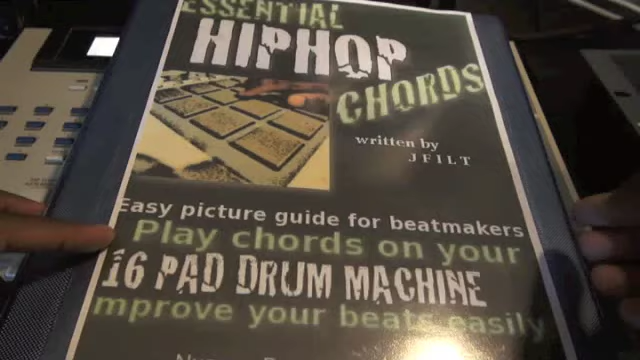 ESSENTIAL
HIPHOP
CHORDS
written by
JFILT
Easy picture guide for beatmakers
Play chords on your
16 PAD DRUM MACHINE
mprove your beats easily